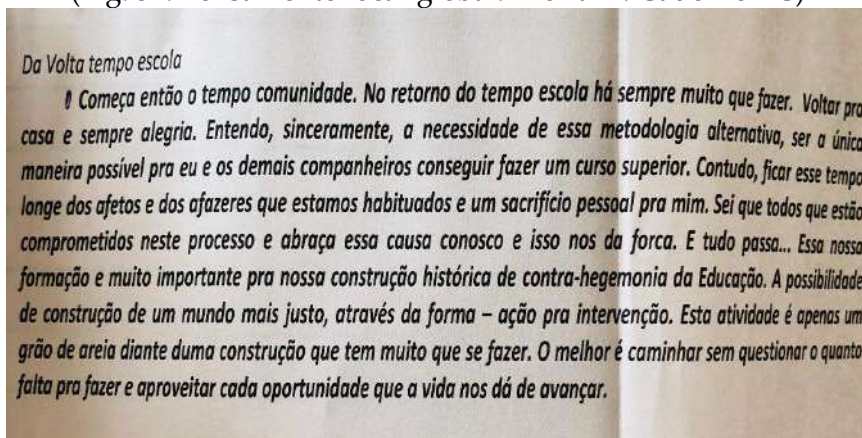 Da Volta tempo escola
Começa então o tempo comunidade. No retorno do tempo escola há sempre muito que fazer. Voltar pra
casa e sempre alegria. Entendo, sinceramente, a necessidade de essa metodologia alternativa, ser a única
maneira possível pra eu e os demais companheiros conseguir fazer um curso superior. Contudo, ficar esse tempo
longe dos afetos e dos afazeres que estamos habituados e um sacrifício pessoal pra mim. Sei que todos que estão
comprometidos neste processo e abraça essa causa conosco e isso nos da forca. E tudo passa... Essa nossa
formação e muito importante pra nossa construção histórica de contra-hegemonia da Educação. A possibilidade
de construção de um mundo mais justo, através da forma – ação pra intervenção. Esta atividade é apenas um
grão de areia diante duma construção que tem muito que se fazer. O melhor é caminhar sem questionar o quanto
falta pra fazer e aproveitar cada oportunidade que a vida nos dá de avançar.